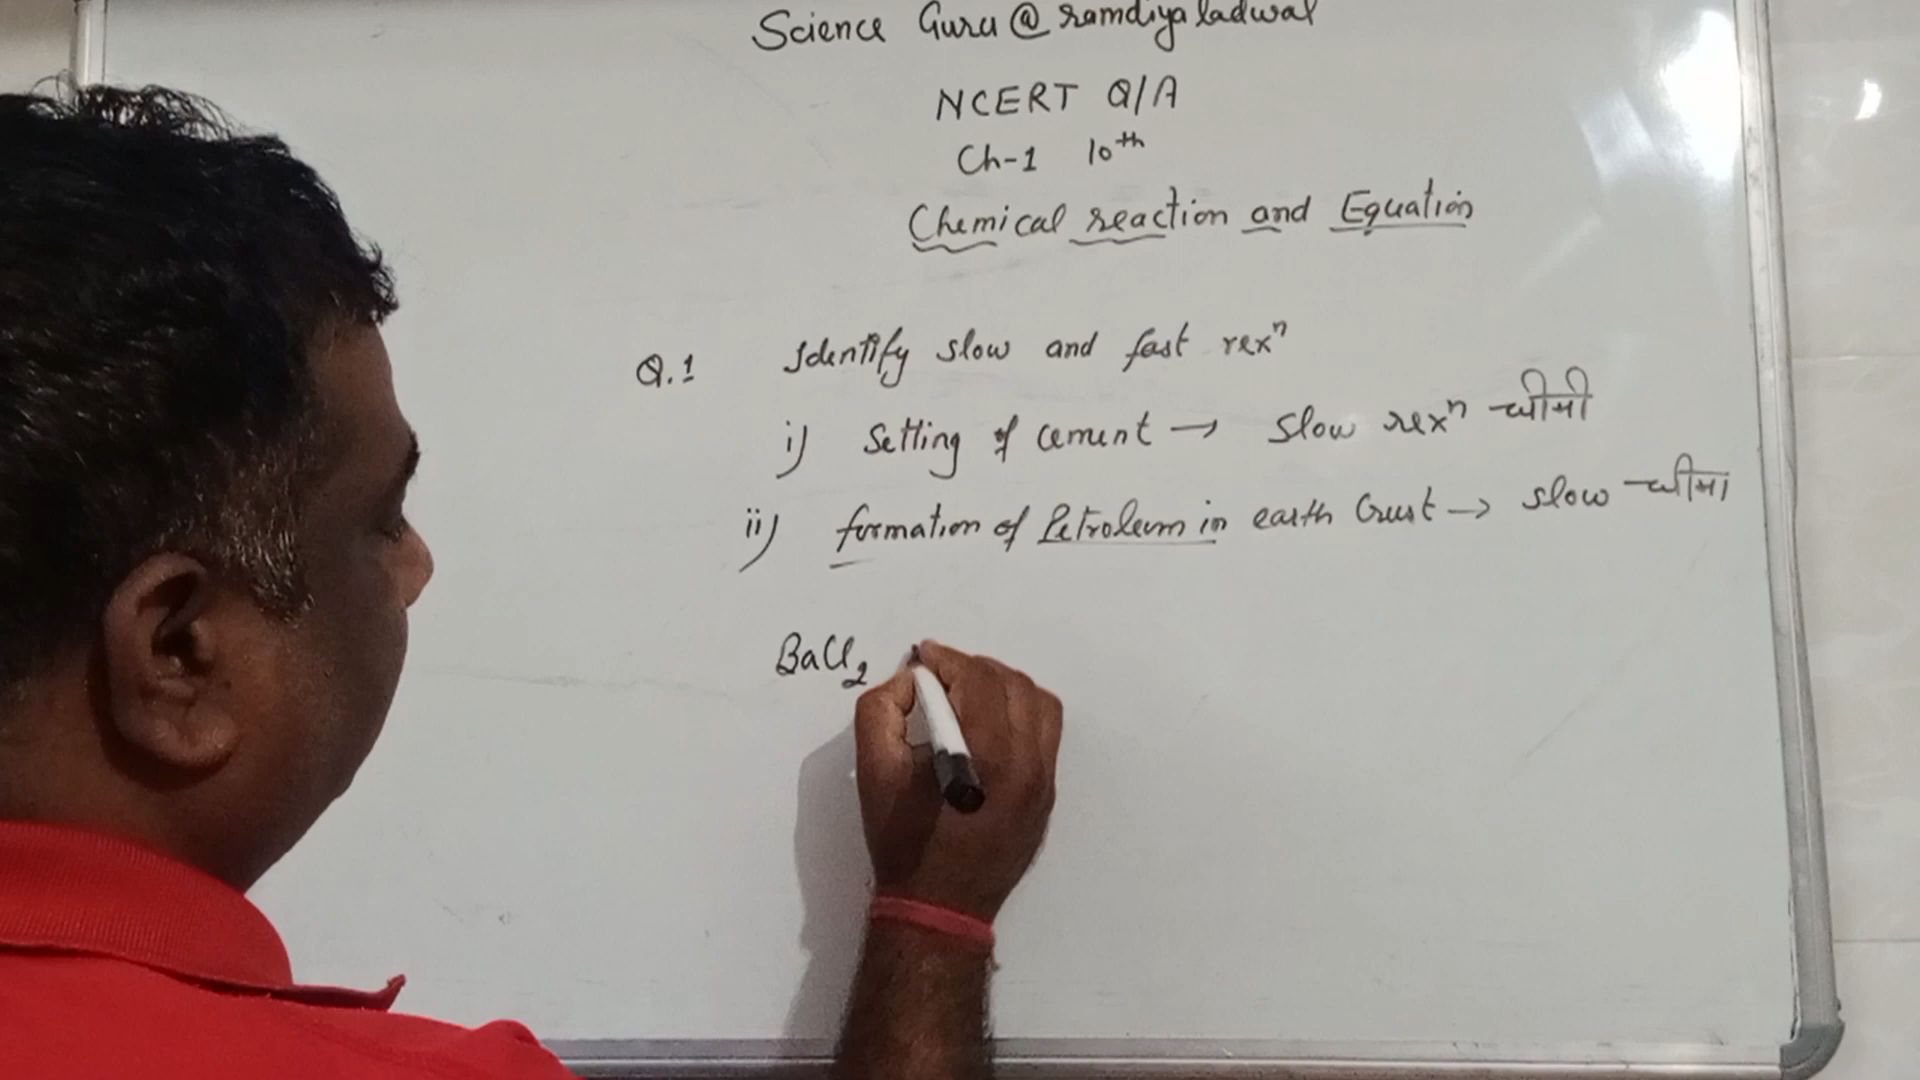 Science Guru @ ramdiya ladwal
NCERT Q/A
Ch-1 10th
Chemical reaction and Equation
Q.1 Identify slow and fast rexⁿ
i) Setting of cement → slow rexⁿ धीमी
ii) formation of Petroleum in earth Crust → slow धीमा
BaCl₂